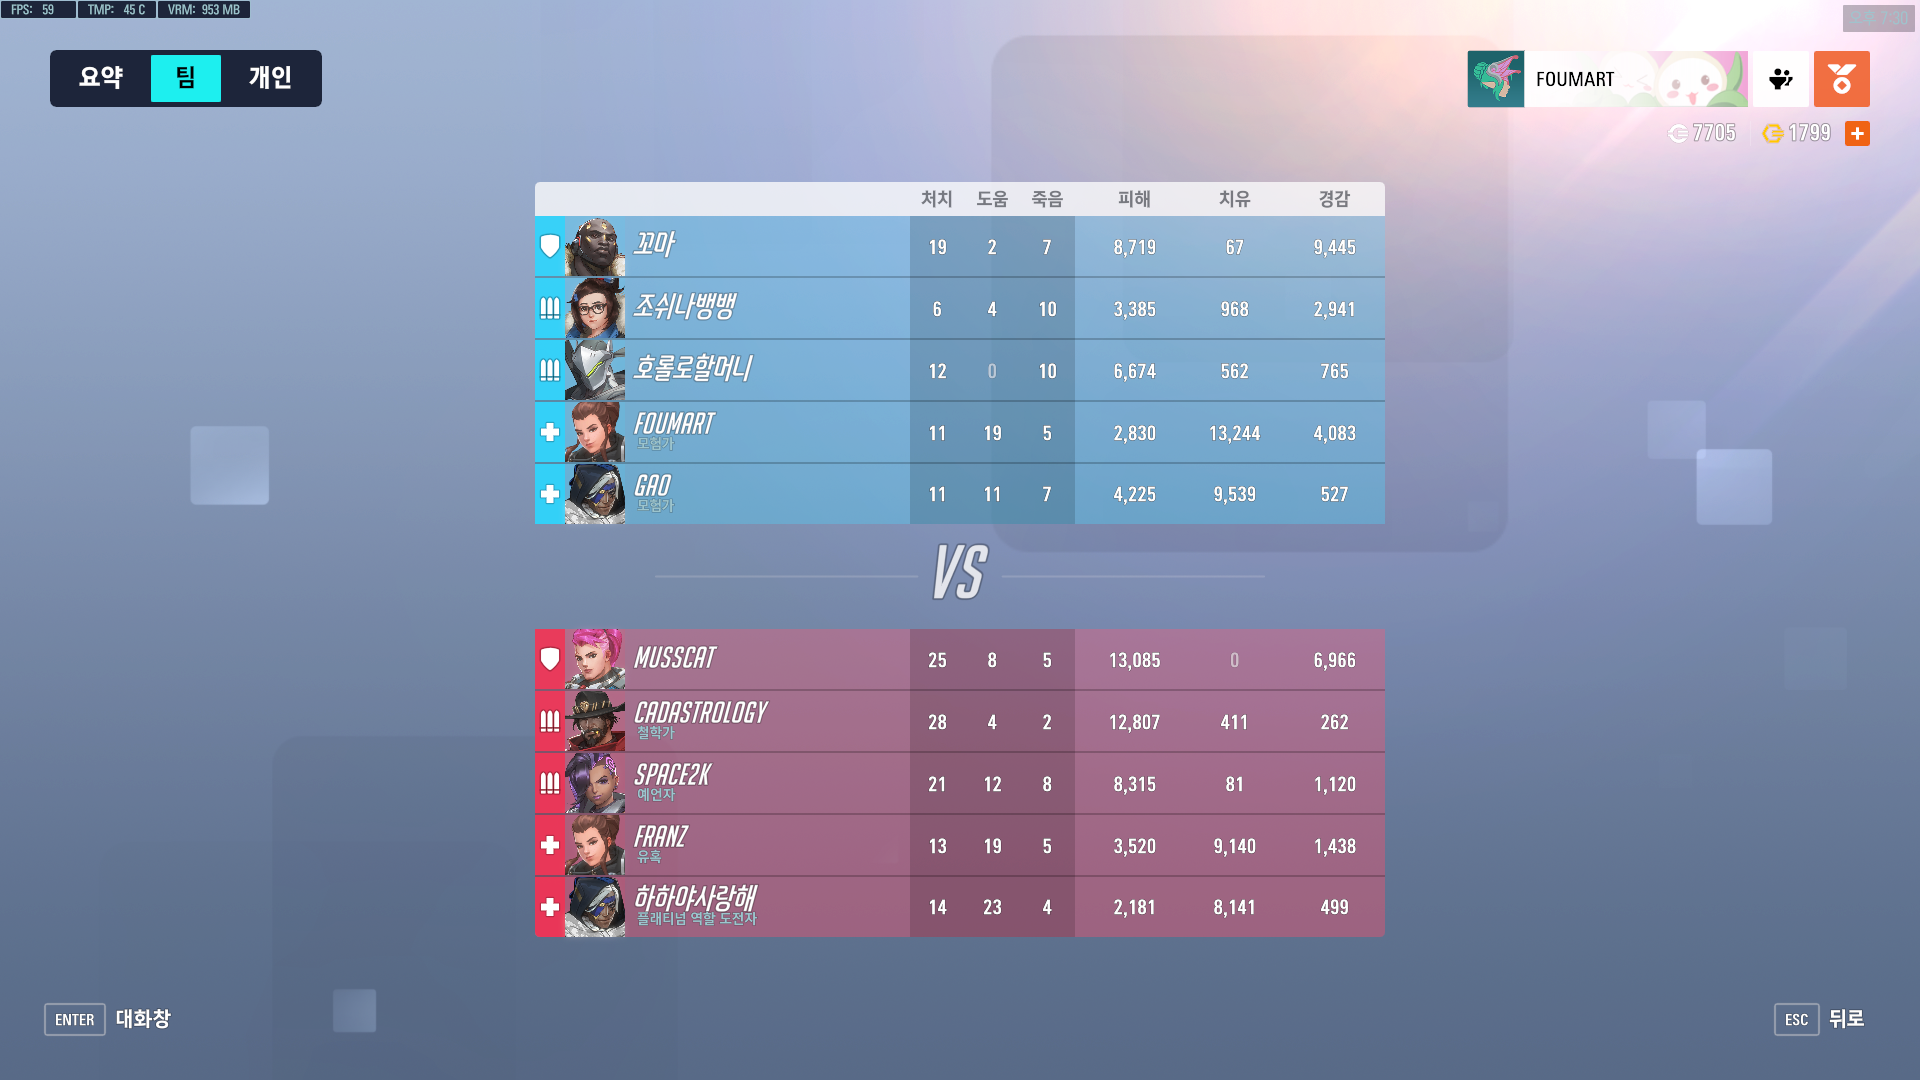 FPS: 59 TMP: 45 C VRM: 953 MB
오후 7:30
요약 팀 개인
FOUMART
7705 1799 +
처치 도움 죽음 피해 치유 경감
꼬마 19 2 7 8,719 67 9,445
조쉬나뱅뱅 6 4 10 3,385 968 2,941
호롤로할머니 12 0 10 6,674 562 765
FOUMART 11 19 5 2,830 13,244 4,083
모험가
GAO 11 11 7 4,225 9,539 527
모험가
VS
MUSSCAT 25 8 5 13,085 0 6,966
CADASTROLOGY 28 4 2 12,807 411 262
철학가
SPACE2K 21 12 8 8,315 81 1,120
예언자
FRANZ 13 19 5 3,520 9,140 1,438
유혹
하하야사랑해 14 23 4 2,181 8,141 499
플래티넘 역할 도전자
ENTER 대화창
ESC 뒤로